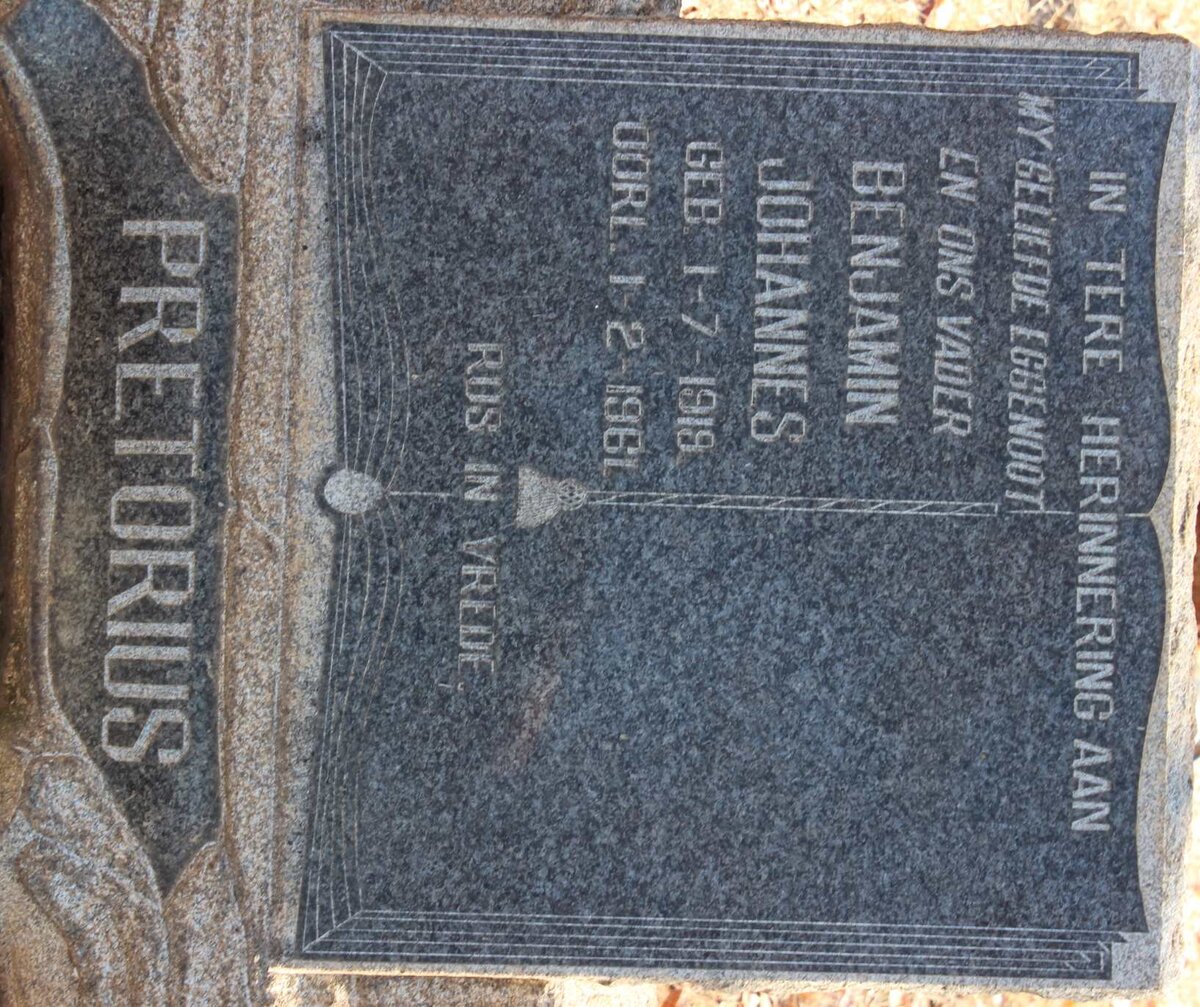 IN TERE HERINNERING AAN
MY GELIEFDE EGGENOOT
EN ONS VADER
BENJAMIN
JOHANNES
GEB 1-7-1918
OORL. 1-2-1961
RUS IN VREDE
PRETORIUS